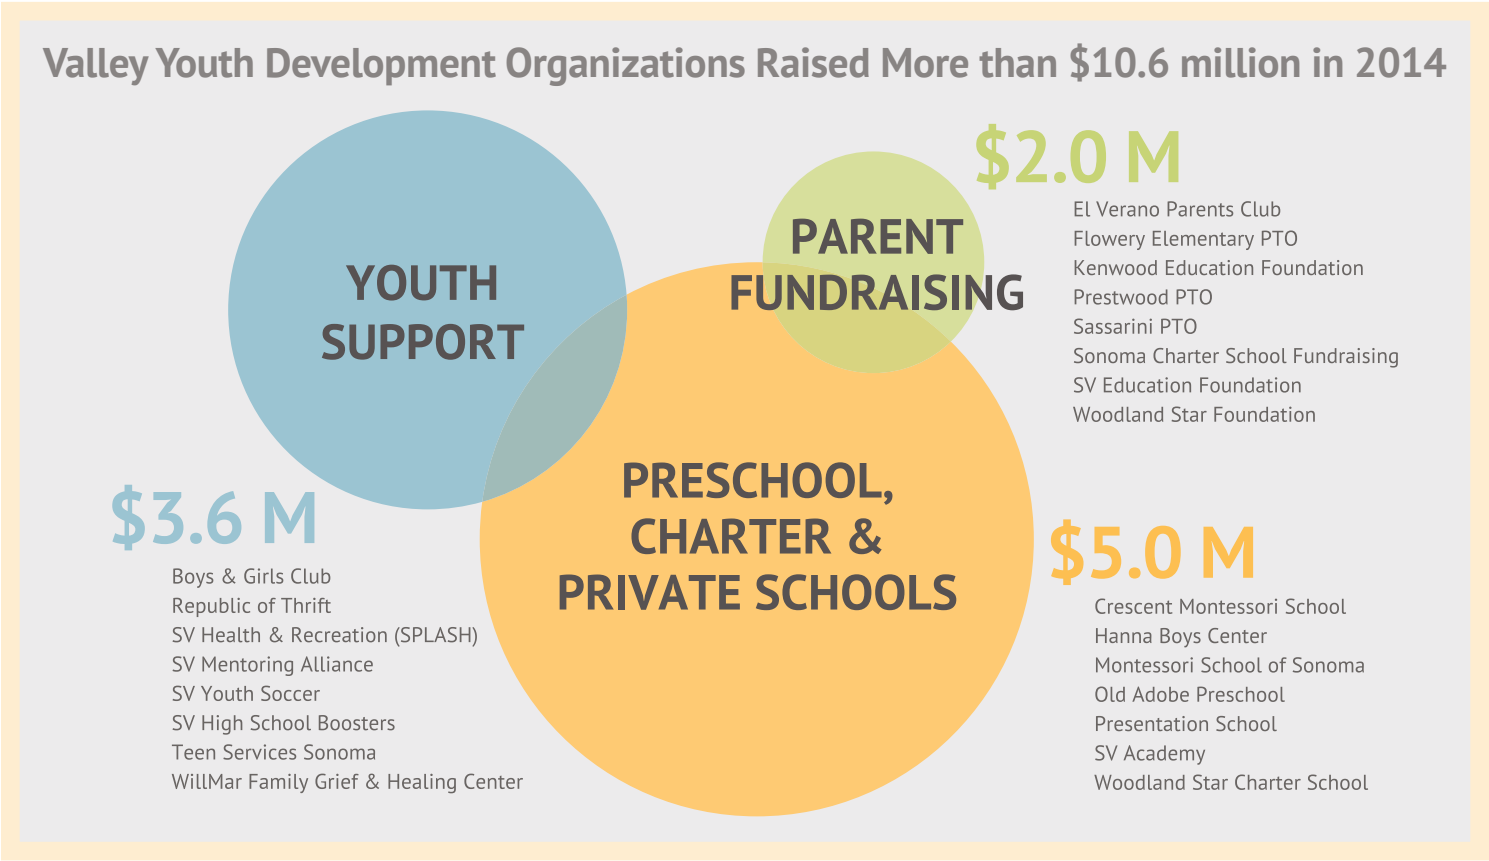 Valley Youth Development Organizations Raised More than $10.6 million in 2014
YOUTH
SUPPORT
$3.6 M
Boys & Girls Club
Republic of Thrift
SV Health & Recreation (SPLASH)
SV Mentoring Alliance
SV Youth Soccer
SV High School Boosters
Teen Services Sonoma
WillMar Family Grief & Healing Center
PARENT
FUNDRAISING
$2.0 M
El Verano Parents Club
Flowery Elementary PTO
Kenwood Education Foundation
Prestwood PTO
Sassarini PTO
Sonoma Charter School Fundraising
SV Education Foundation
Woodland Star Foundation
PRESCHOOL,
CHARTER &
PRIVATE SCHOOLS
$5.0 M
Crescent Montessori School
Hanna Boys Center
Montessori School of Sonoma
Old Adobe Preschool
Presentation School
SV Academy
Woodland Star Charter School